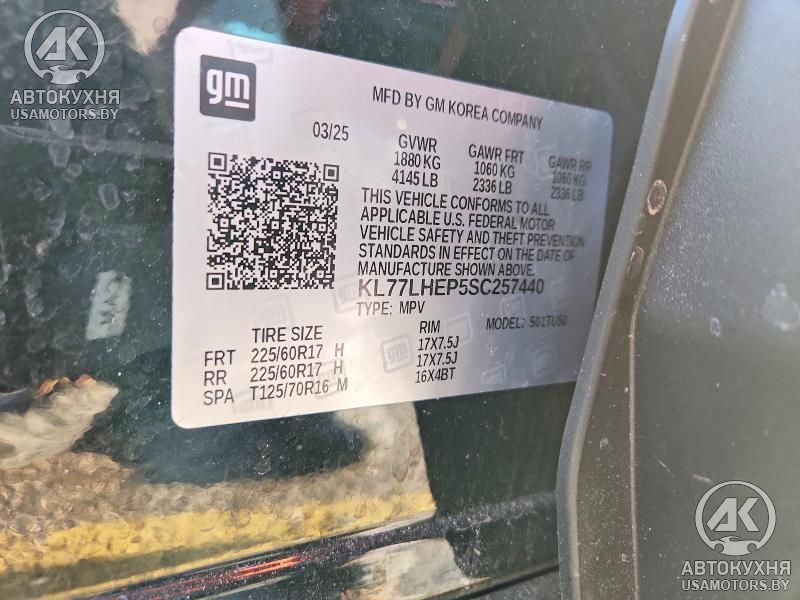 AK
АВТОКУХНЯ
USAMOTORS.BY
gm
MFD BY GM KOREA COMPANY
03/25
GVWR GAWR FRT GAWR RR
1880 KG 1060 KG 1060 KG
4145 LB 2336 LB 2336 LB
THIS VEHICLE CONFORMS TO ALL
APPLICABLE U.S. FEDERAL MOTOR
VEHICLE SAFETY AND THEFT PREVENTION
STANDARDS IN EFFECT ON THE DATE OF
MANUFACTURE SHOWN ABOVE.
KL77LHEP5SC257440
TYPE: MPV MODEL:
TIRE SIZE RIM
FRT 225/60R17 H 17X7.5J
RR 225/60R17 H 17X7.5J
SPA T125/70R16 M 16X4BT
gm
AK
АВТОКУХНЯ
USAMOTORS.BY